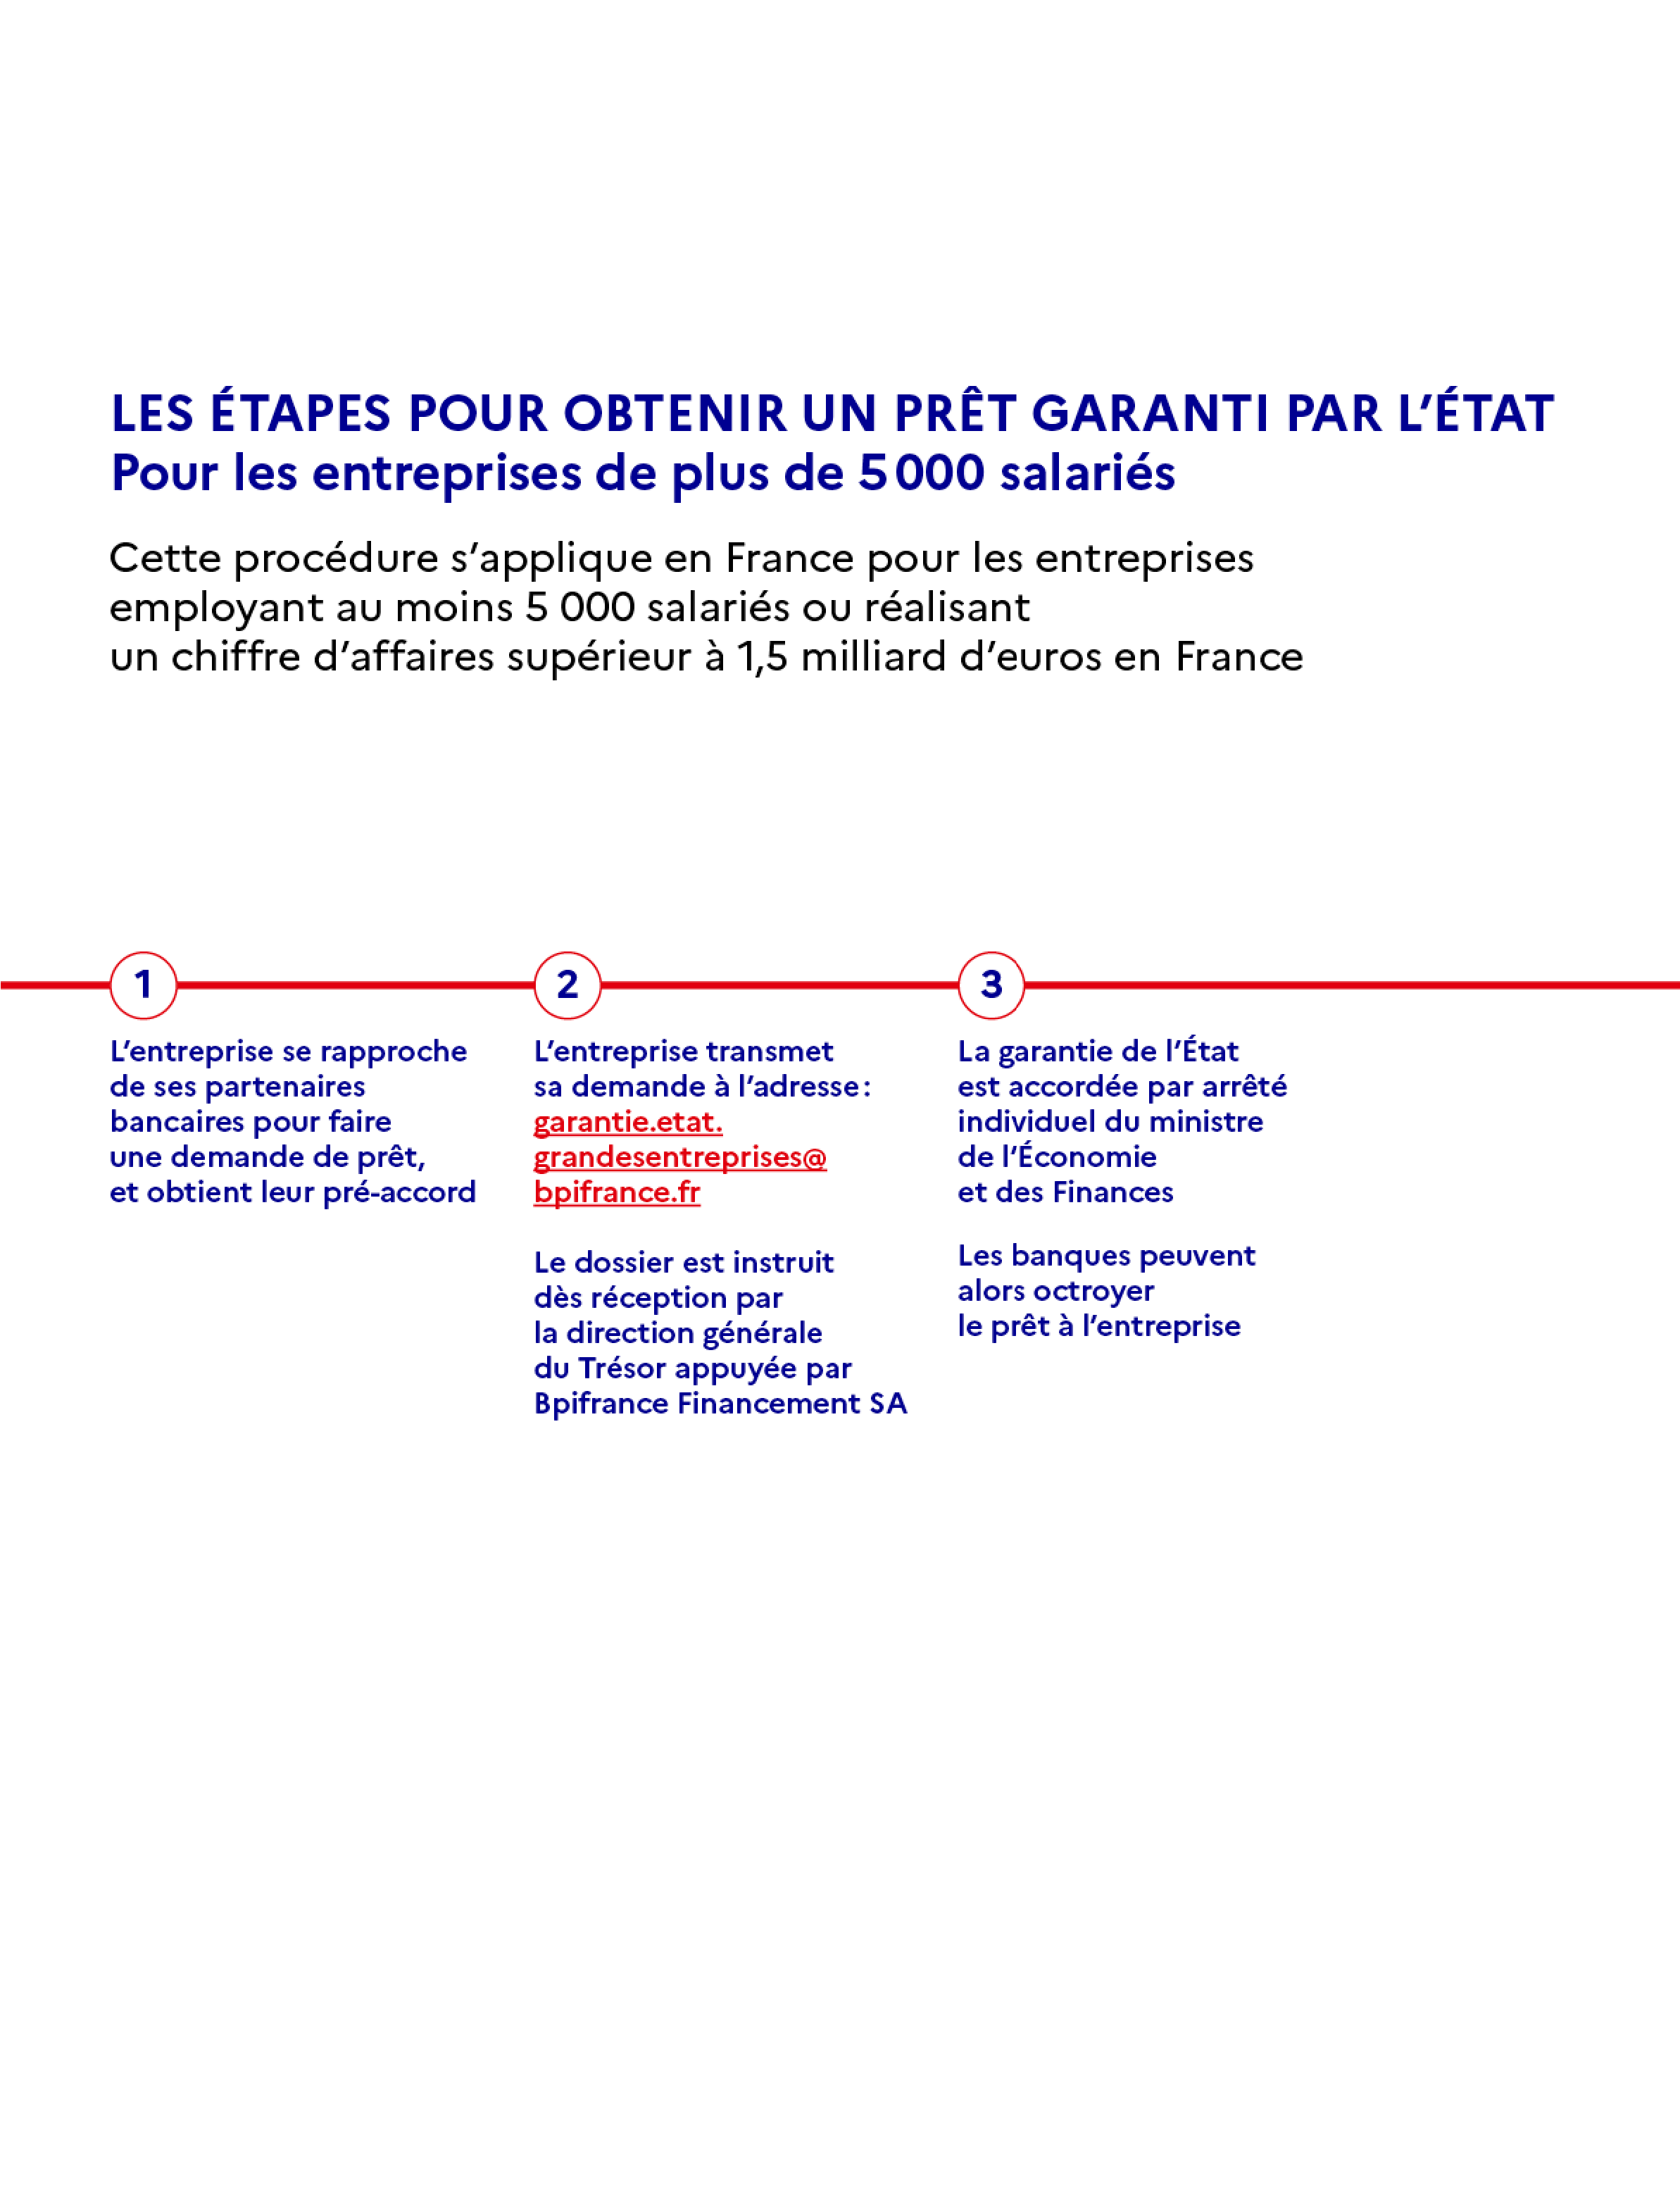 LES ÉTAPES POUR OBTENIR UN PRÊT GARANTI PAR L’ÉTAT
Pour les entreprises de plus de 5 000 salariés
Cette procédure s’applique en France pour les entreprises
employant au moins 5 000 salariés ou réalisant
un chiffre d’affaires supérieur à 1,5 milliard d’euros en France
1
L’entreprise se rapproche
de ses partenaires
bancaires pour faire
une demande de prêt,
et obtient leur pré-accord
2
L’entreprise transmet
sa demande à l’adresse :
garantie.etat.
grandesentreprises@
bpifrance.fr
Le dossier est instruit
dès réception par
la direction générale
du Trésor appuyée par
Bpifrance Financement SA
3
La garantie de l’État
est accordée par arrêté
individuel du ministre
de l’Économie
et des Finances
Les banques peuvent
alors octroyer
le prêt à l’entreprise